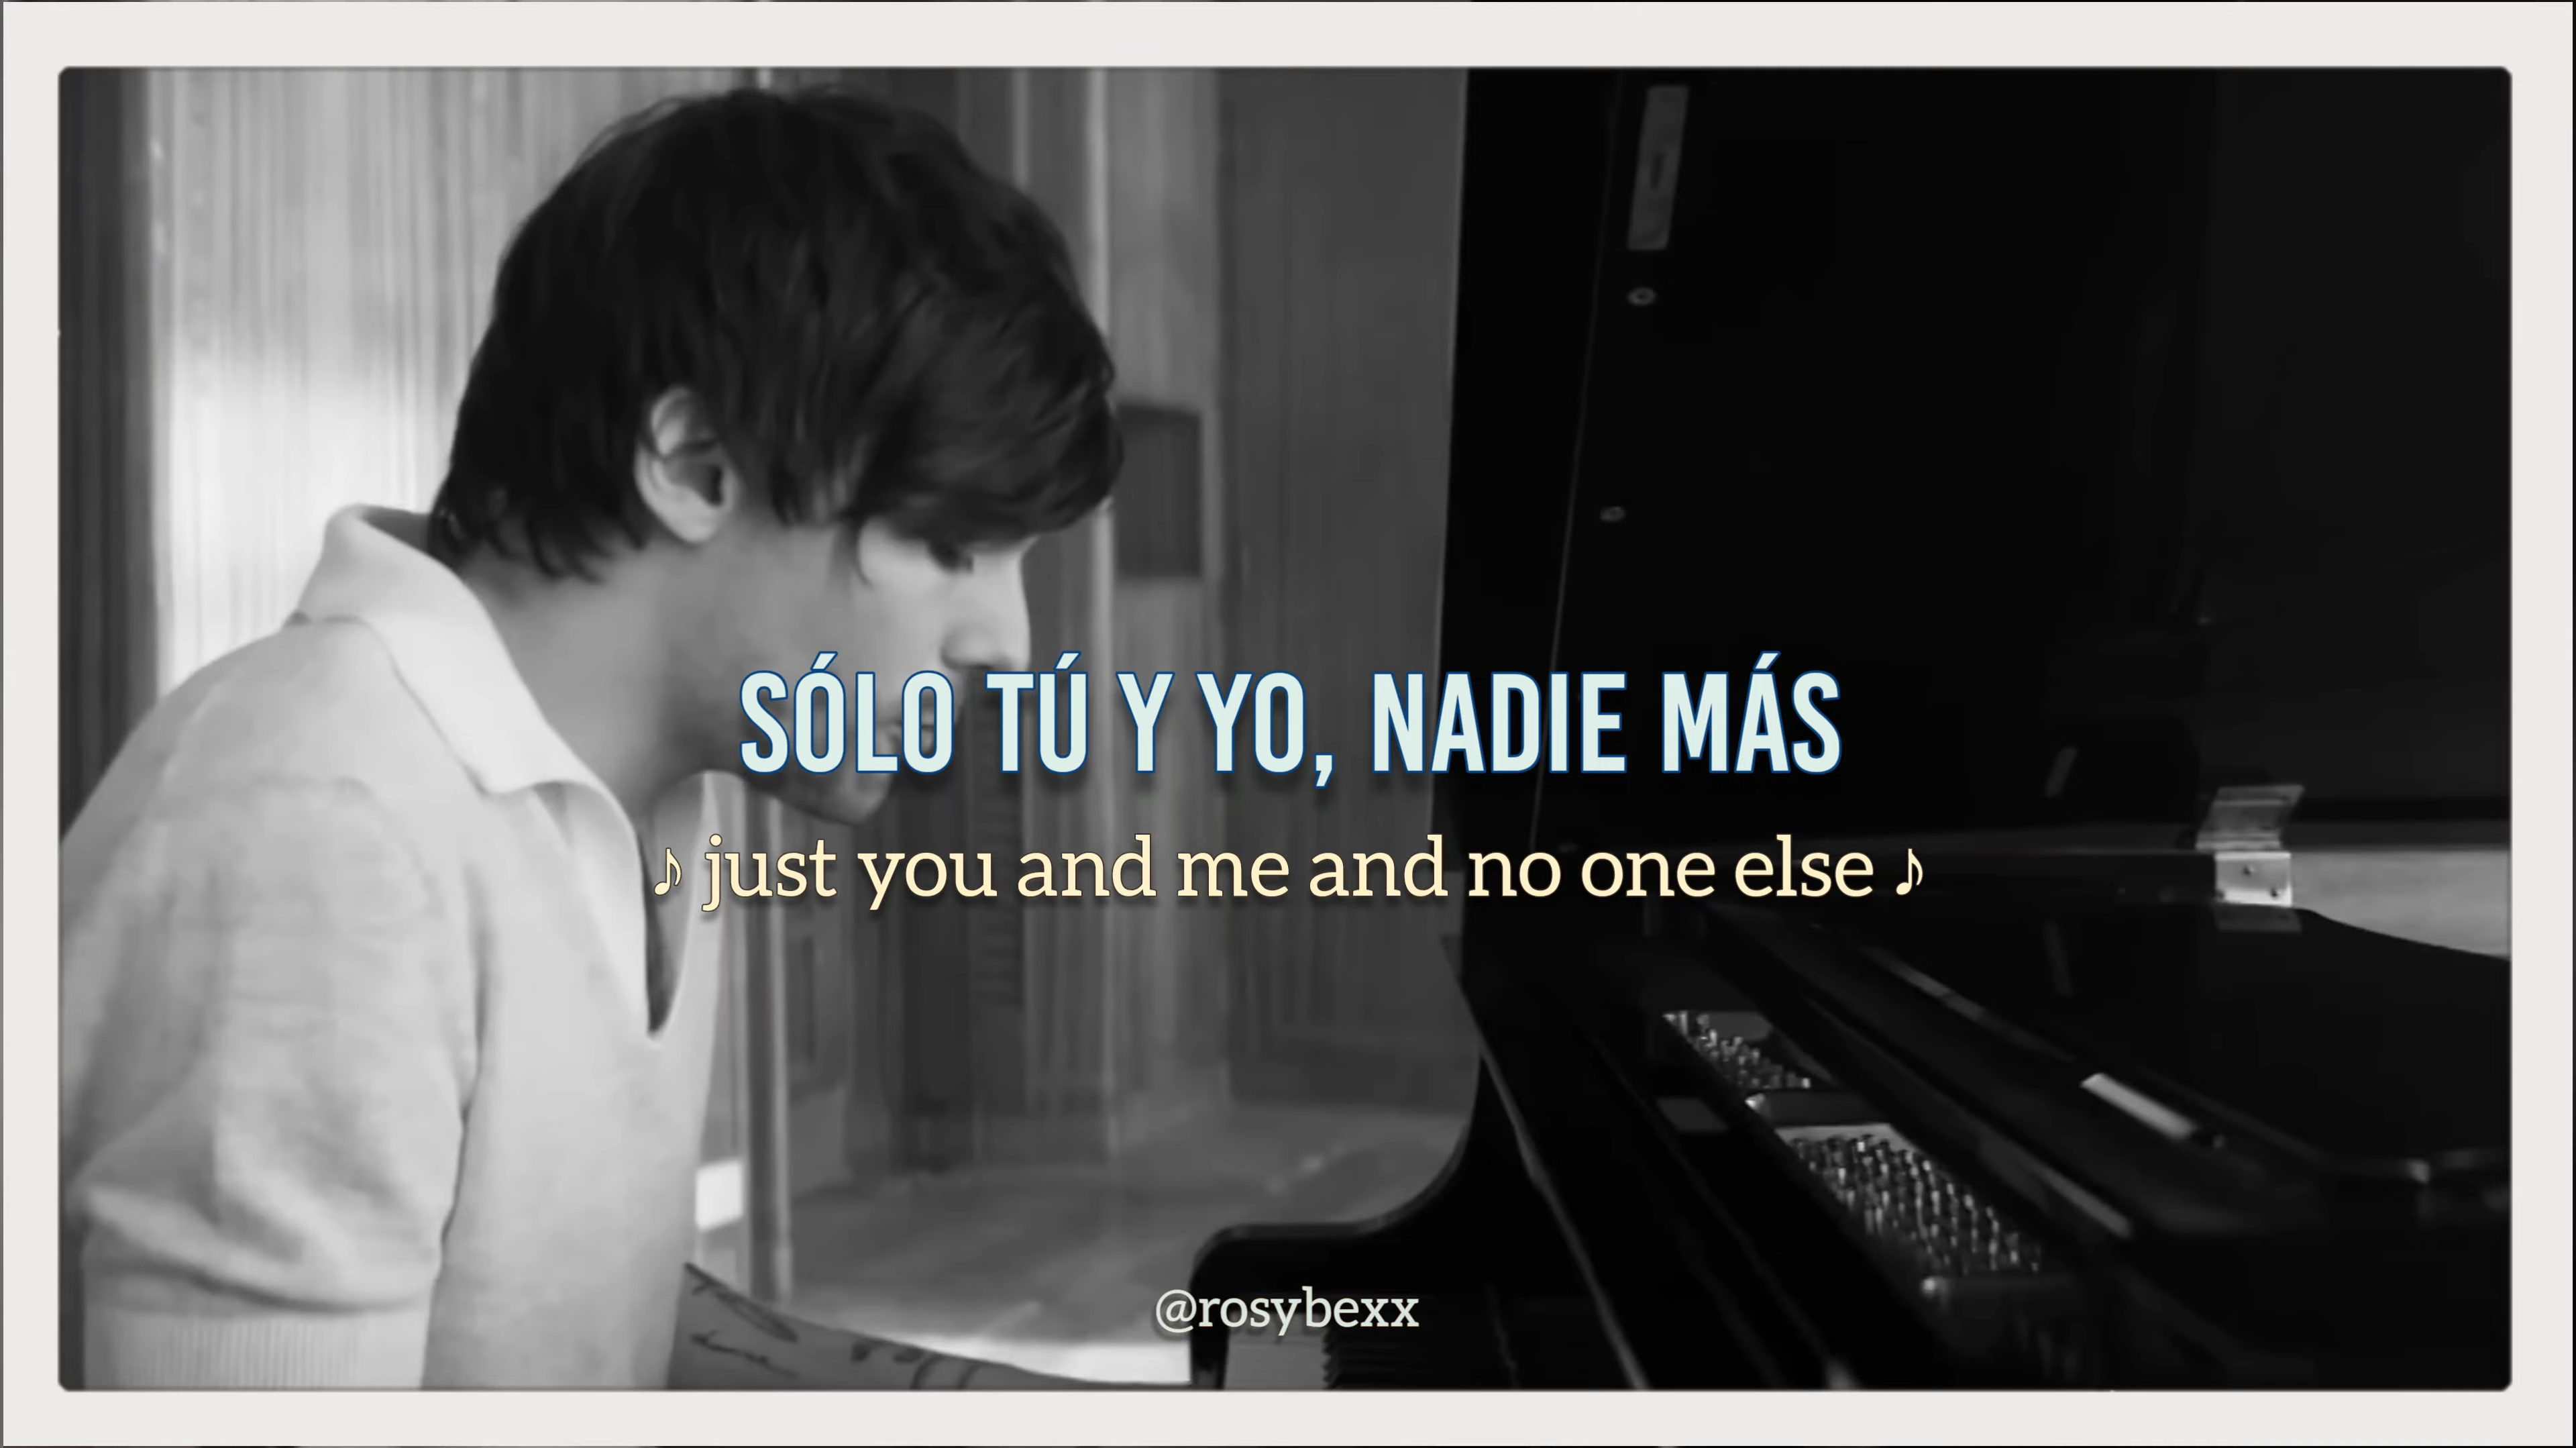 SÓLO TÚ Y YO, NADIE MÁS
♪ just you and me and no one else ♪
@rosybexx